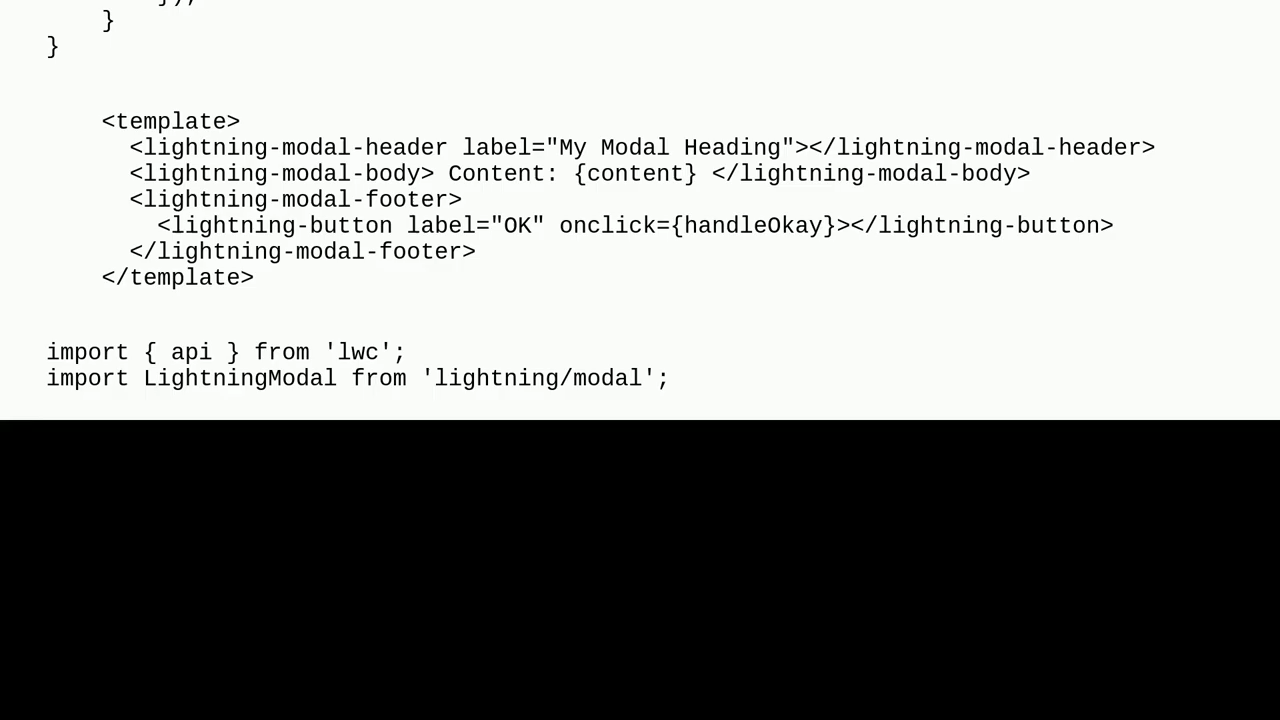 }
}
<template>
<lightning-modal-header label="My Modal Heading"></lightning-modal-header>
<lightning-modal-body> Content: {content} </lightning-modal-body>
<lightning-modal-footer>
<lightning-button label="OK" onclick={handleOkay}></lightning-button>
</lightning-modal-footer>
</template>
import { api } from 'lwc';
import LightningModal from 'lightning/modal';